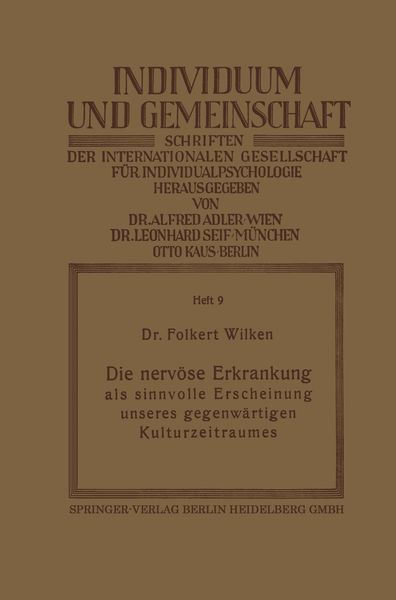 INDIVIDUUM
UND GEMEINSCHAFT
SCHRIFTEN
DER INTERNATIONALEN GESELLSCHAFT
FÜR INDIVIDUALPSYCHOLOGIE
HERAUSGEGEBEN
VON
DR. ALFRED ADLER/WIEN
DR. LEONHARD SEIF/MÜNCHEN
OTTO KAUS/BERLIN
Heft 9
Dr. Folkert Wilken
Die nervöse Erkrankung
als sinnvolle Erscheinung
unseres gegenwärtigen
Kulturzeitraumes
SPRINGER-VERLAG BERLIN HEIDELBERG GMBH